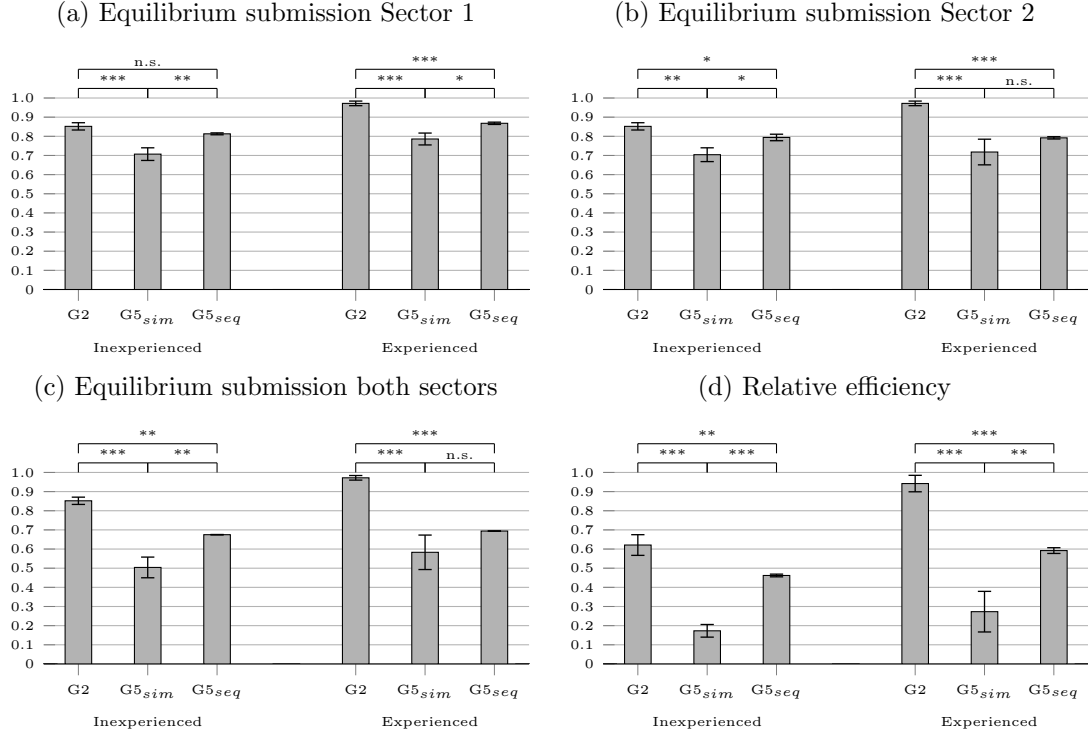 (a) Equilibrium submission Sector 1
n.s.
***
***
**
***
*
1.0
0.9
0.8
0.7
0.6
0.5
0.4
0.3
0.2
0.1
0
G2
G5sim
G5seq
G2
G5sim
G5seq
Inexperienced
Experienced
(b) Equilibrium submission Sector 2
*
***
**
*
***
n.s.
1.0
0.9
0.8
0.7
0.6
0.5
0.4
0.3
0.2
0.1
0
G2
G5sim
G5seq
G2
G5sim
G5seq
Inexperienced
Experienced
(c) Equilibrium submission both sectors
**
***
***
**
***
n.s.
1.0
0.9
0.8
0.7
0.6
0.5
0.4
0.3
0.2
0.1
0
G2
G5sim
G5seq
G2
G5sim
G5seq
Inexperienced
Experienced
(d) Relative efficiency
**
***
***
***
***
**
1.0
0.9
0.8
0.7
0.6
0.5
0.4
0.3
0.2
0.1
0
G2
G5sim
G5seq
G2
G5sim
G5seq
Inexperienced
Experienced